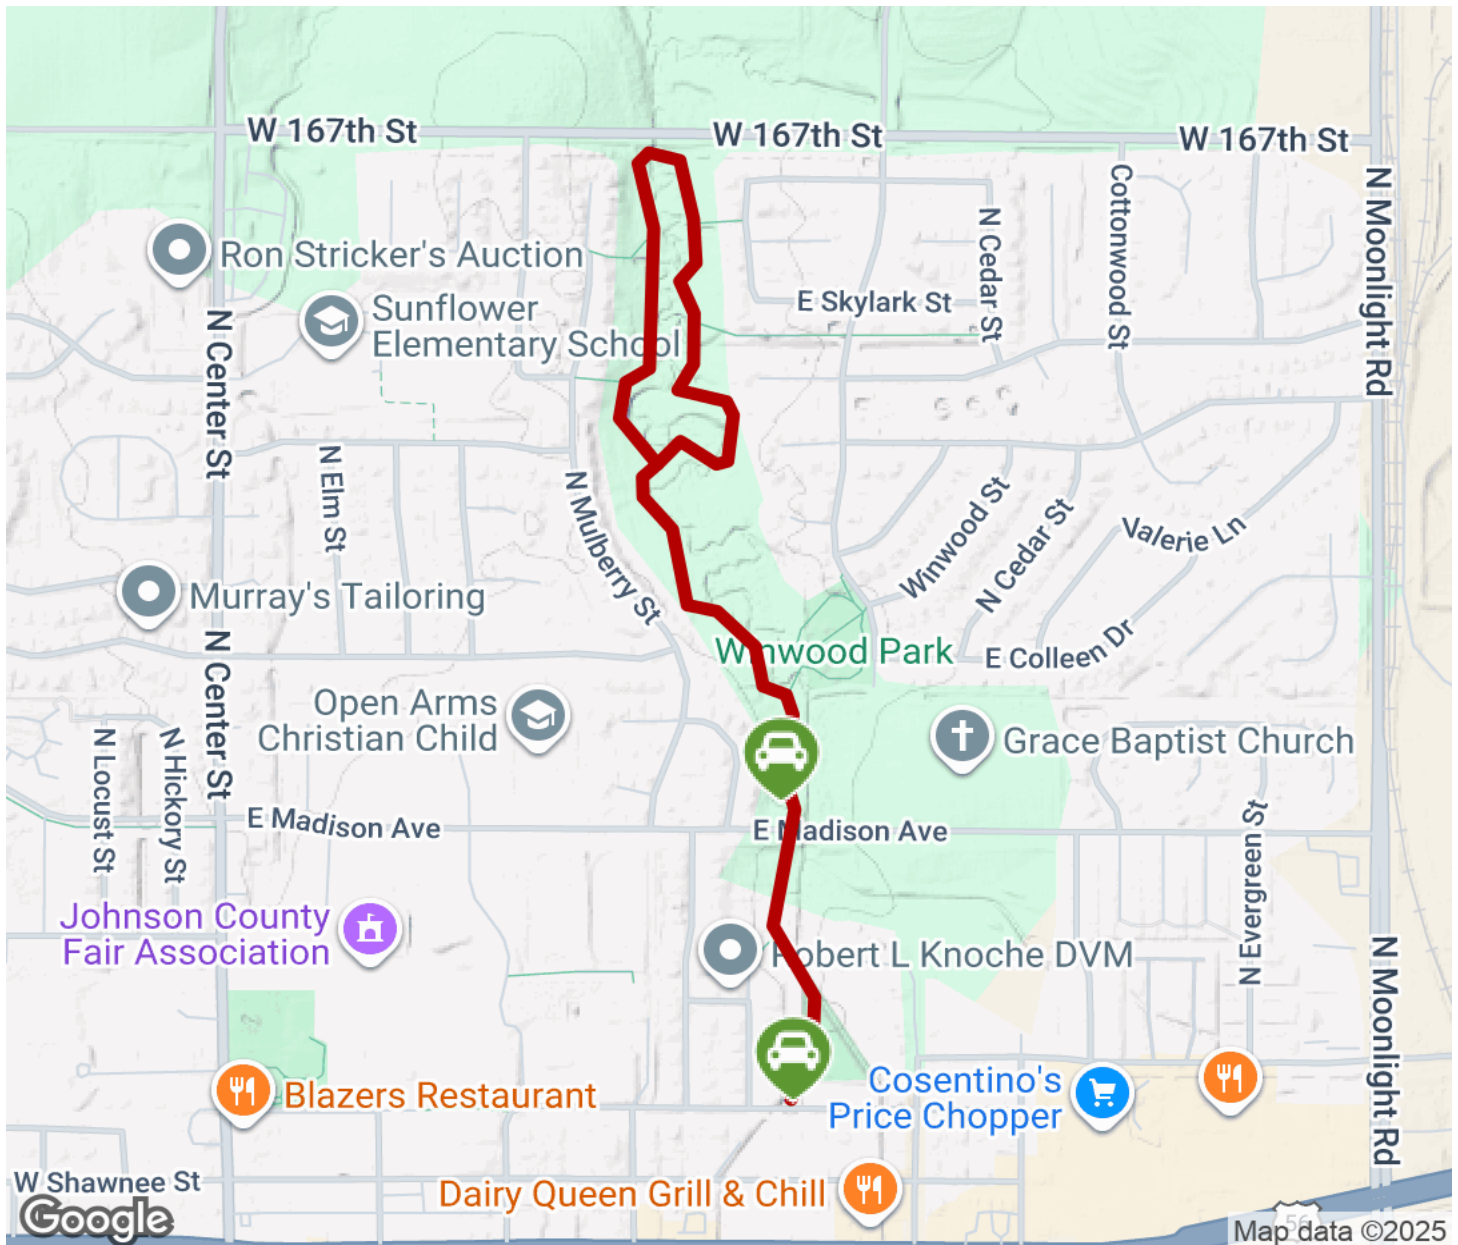 W 167th St
W 167th St
W 167th St
N Moonlight Rd
Cottonwood St
N Cedar St
Ron Stricker's Auction
E Skylark St
Sunflower
Elementary School
N Center St
N Elm St
N Mulberry St
Winwood St
N Cedar St
Valerie Ln
Murray's Tailoring
N Center St
Winwood Park
E Colleen Dr
Open Arms
Christian Child
Grace Baptist Church
N Locust St
N Hickory St
E Madison Ave
E Madison Ave
N Evergreen St
Johnson County
Fair Association
Robert L Knoche DVM
N Moonlight Rd
Blazers Restaurant
Cosentino's
Price Chopper
W Shawnee St
Dairy Queen Grill & Chill
Google
56
Map data ©2025